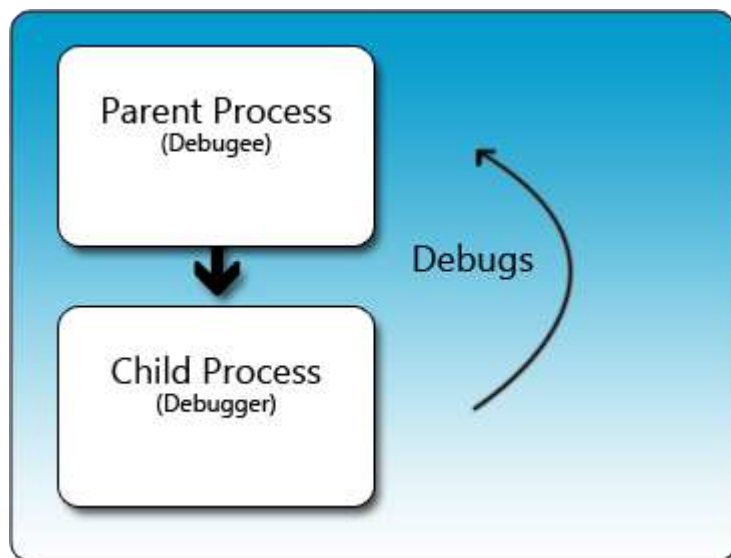 Parent Process
(Debugee)
Debugs
Child Process
(Debugger)